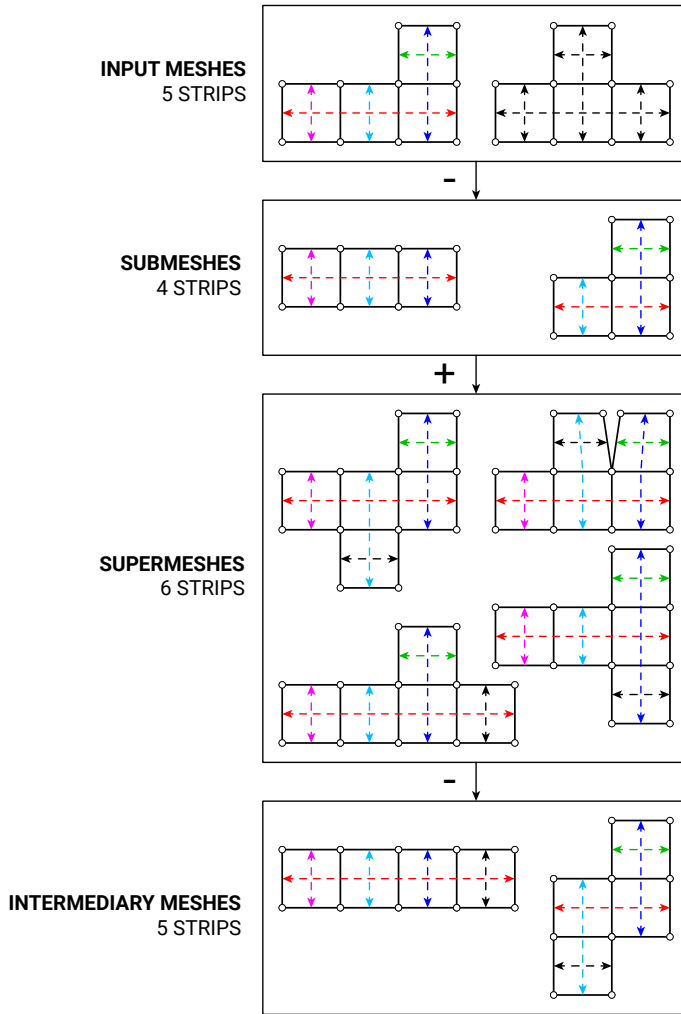 INPUT MESHES
5 STRIPS
-
SUBMESHES
4 STRIPS
+
SUPERMESHES
6 STRIPS
-
INTERMEDIARY MESHES
5 STRIPS